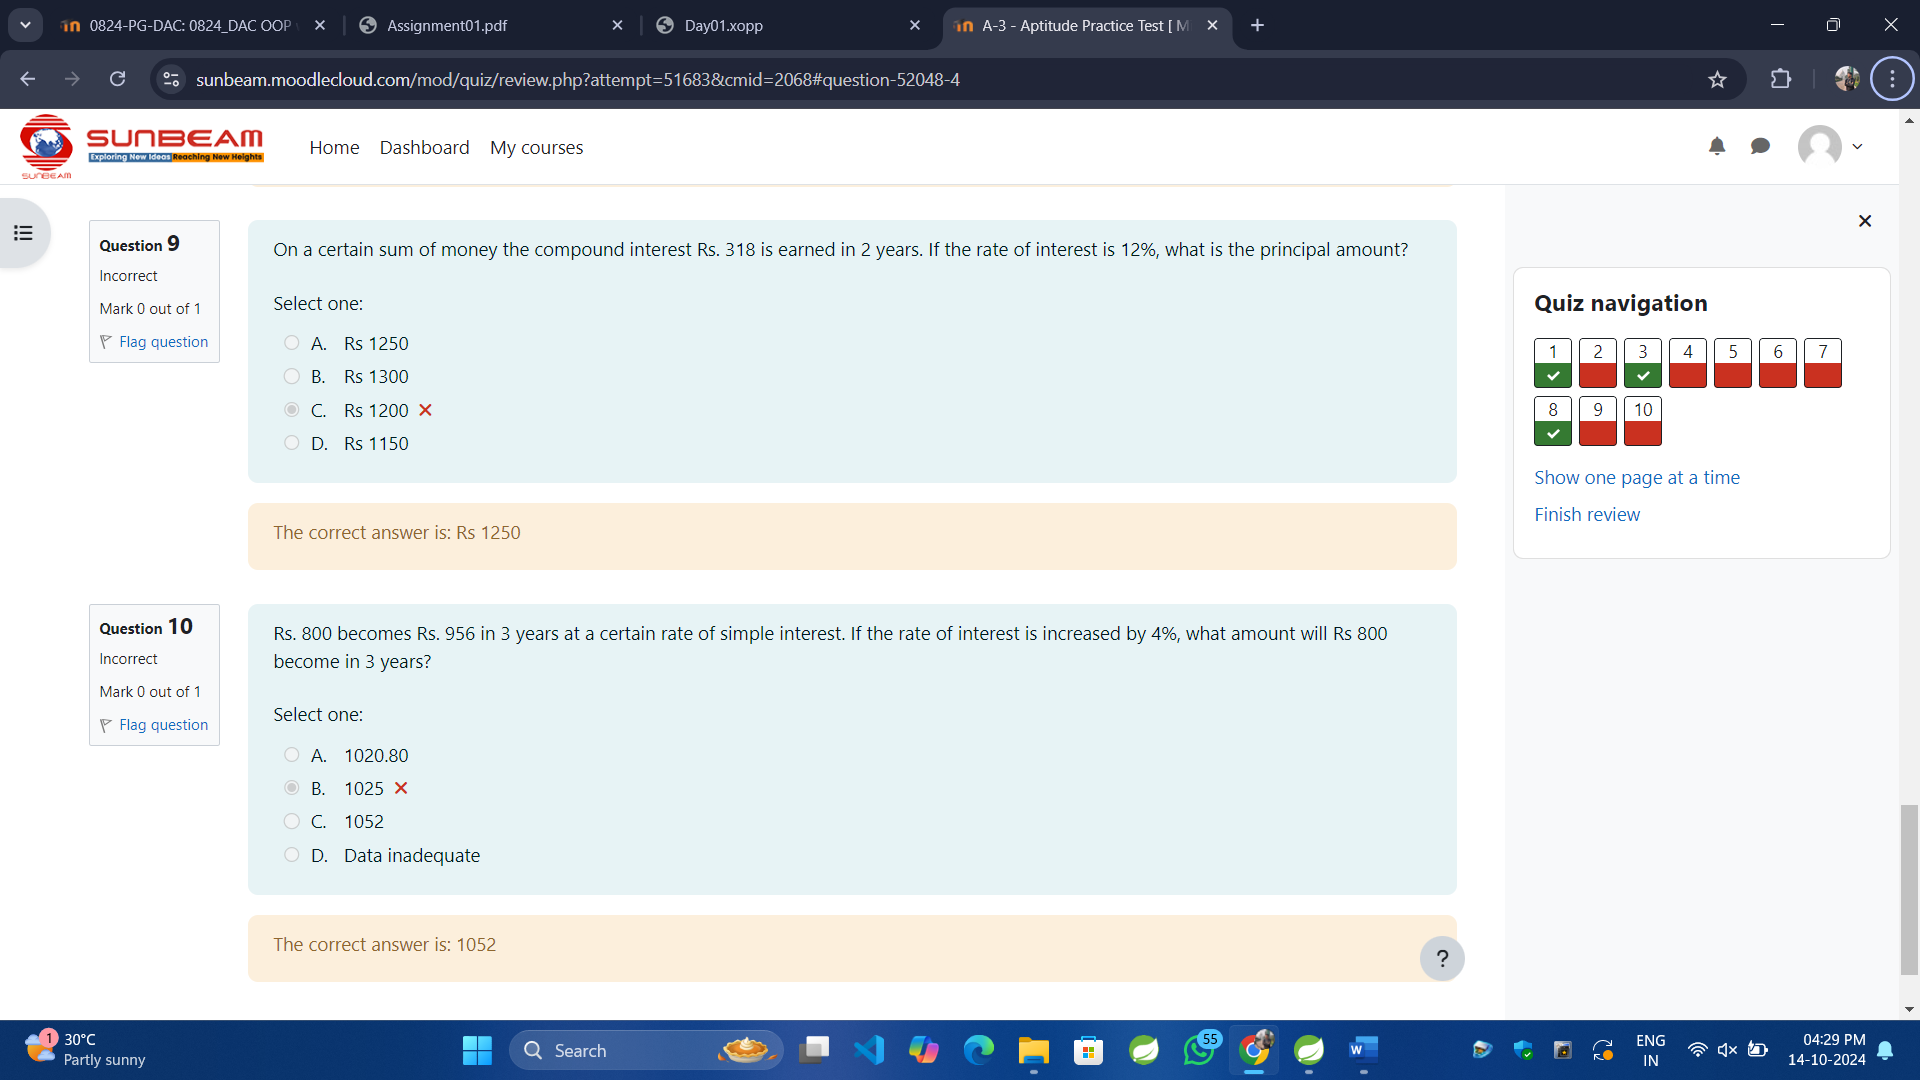 0824-PG-DAC: 0824_DAC OOP
Assignment01.pdf
Day01.xopp
A-3 - Aptitude Practice Test [ M
sunbeam.moodlecloud.com/mod/quiz/review.php?attempt=51683&cmid=2068#question-52048-4
SUNBEAM
Exploring New Ideas Reaching New Heights
SUNBEAM
Home
Dashboard
My courses
Question 9
Incorrect
Mark 0 out of 1
Flag question
On a certain sum of money the compound interest Rs. 318 is earned in 2 years. If the rate of interest is 12%, what is the principal amount?
Select one:
A. Rs 1250
B. Rs 1300
C. Rs 1200
D. Rs 1150
The correct answer is: Rs 1250
Question 10
Incorrect
Mark 0 out of 1
Flag question
Rs. 800 becomes Rs. 956 in 3 years at a certain rate of simple interest. If the rate of interest is increased by 4%, what amount will Rs 800
become in 3 years?
Select one:
A. 1020.80
B. 1025
C. 1052
D. Data inadequate
The correct answer is: 1052
?
Quiz navigation
1 2 3 4 5 6 7
8 9 10
Show one page at a time
Finish review
1
30°C
Partly sunny
Search
55
W
ENG
IN
04:29 PM
14-10-2024